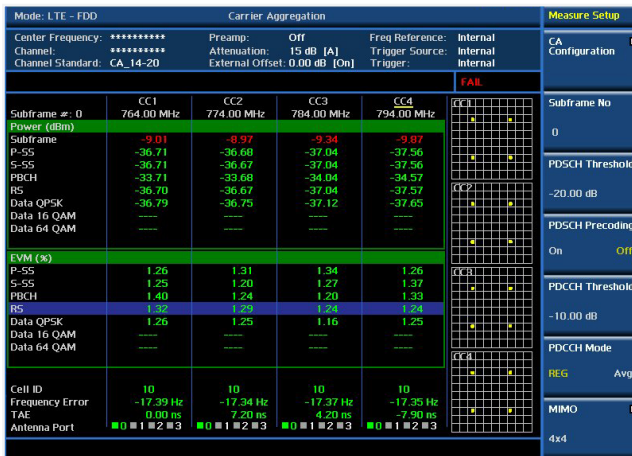 Mode: LTE - FDD Carrier Aggregation Measure Setup
Center Frequency: ********** Preamp: Off Freq Reference: Internal
Channel: ********** Attenuation: 15 dB [A] Trigger Source: Internal
Channel Standard: CA_14-20 External Offset: 0.00 dB [On] Trigger: Internal
CA
Configuration
FAIL
CC1 CC2 CC3 CC4
Subframe #: 0 764.00 MHz 774.00 MHz 784.00 MHz 794.00 MHz
Power (dBm)
Subframe -9.01 -8.97 -9.34 -9.87
P-SS -36.71 -36.68 -37.04 -37.56
S-SS -36.71 -36.67 -37.04 -37.56
PBCH -33.71 -33.68 -34.04 -34.57
RS -36.70 -36.67 -37.04 -37.57
Data QPSK -36.79 -36.75 -37.12 -37.65
Data 16 QAM ---- ---- ---- ----
Data 64 QAM ---- ---- ---- ----
EVM (%)
P-SS 1.26 1.31 1.34 1.26
S-SS 1.25 1.20 1.27 1.37
PBCH 1.40 1.24 1.20 1.33
RS 1.32 1.29 1.24 1.24
Data QPSK 1.26 1.25 1.16 1.25
Data 16 QAM ---- ---- ---- ----
Data 64 QAM ---- ---- ---- ----
Cell ID 10 10 10 10
Frequency Error -17.39 Hz -17.34 Hz -17.37 Hz -17.35 Hz
TAE 0.00 ns 7.20 ns 4.20 ns -7.90 ns
Antenna Port 0 1 2 3 0 1 2 3 0 1 2 3 0 1 2 3
CC1
CC2
CC3
CC4
Subframe No
0
PDSCH Threshold
-20.00 dB
PDSCH Precoding
On Off
PDCCH Threshold
-10.00 dB
PDCCH Mode
REG Avg
MIMO
4x4